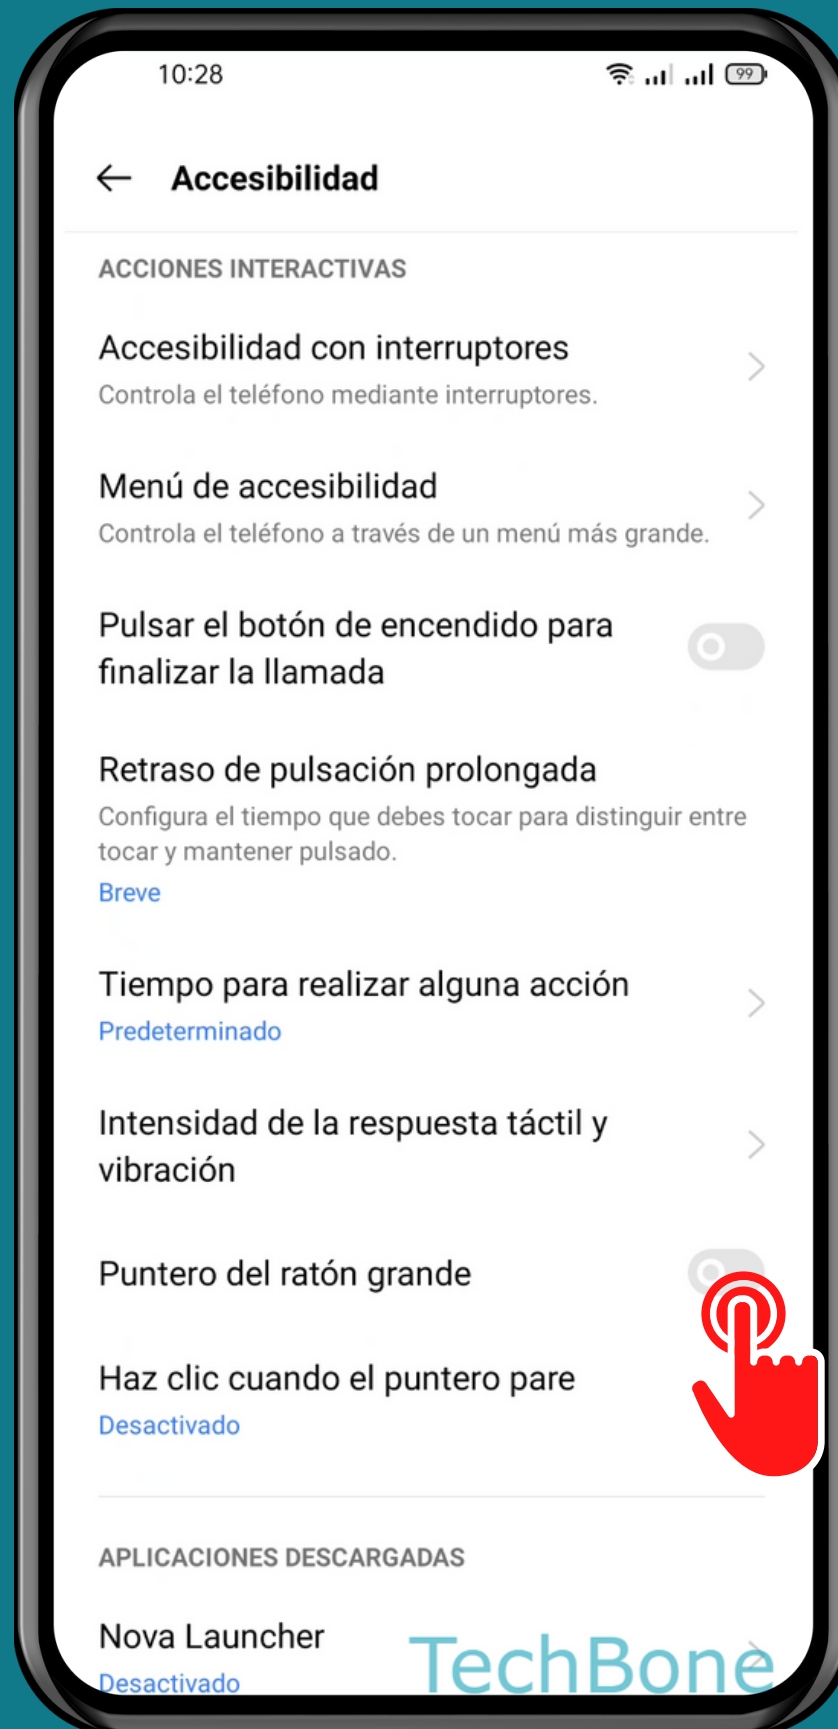 10:28
99
Accesibilidad
ACCIONES INTERACTIVAS
Accesibilidad con interruptores
Controla el teléfono mediante interruptores.
Menú de accesibilidad
Controla el teléfono a través de un menú más grande.
Pulsar el botón de encendido para
finalizar la llamada
Retraso de pulsación prolongada
Configura el tiempo que debes tocar para distinguir entre
tocar y mantener pulsado.
Breve
Tiempo para realizar alguna acción
Predeterminado
Intensidad de la respuesta táctil y
vibración
Puntero del ratón grande
Haz clic cuando el puntero pare
Desactivado
APLICACIONES DESCARGADAS
Nova Launcher
Desactivado
TechBone